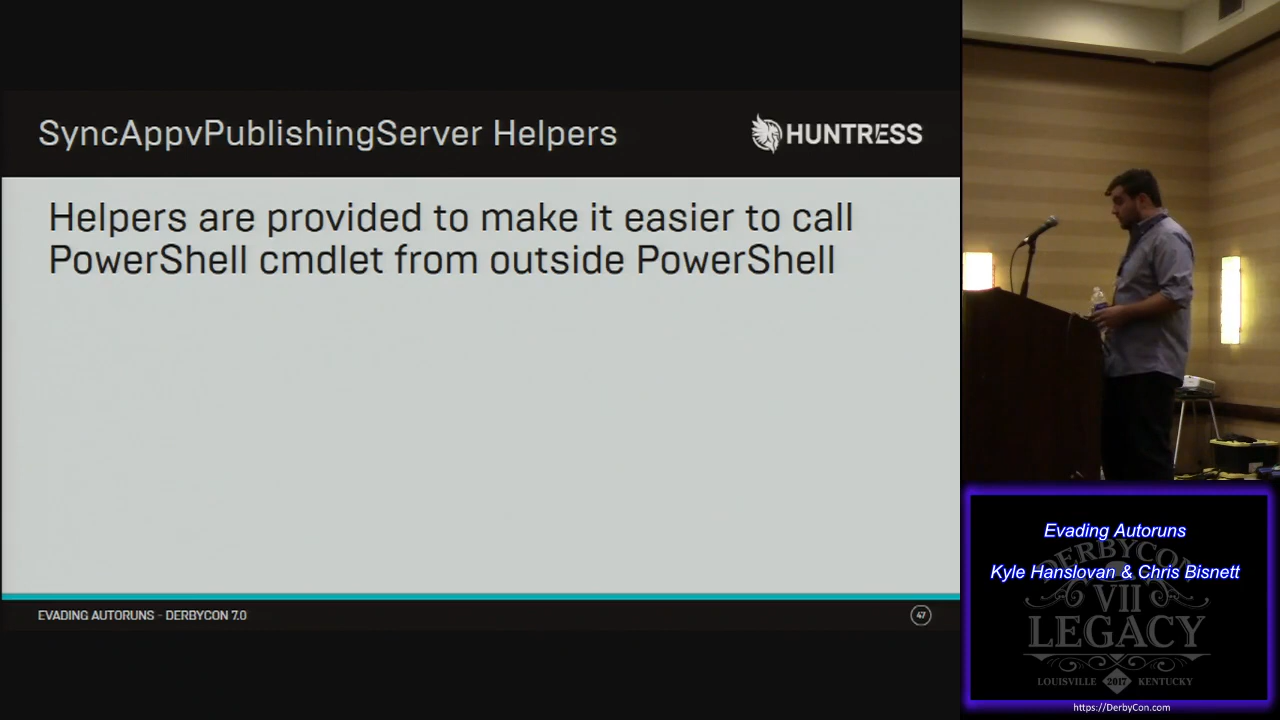 SyncAppvPublishingServer Helpers
HUNTRESS
Helpers are provided to make it easier to call
PowerShell cmdlet from outside PowerShell
EVADING AUTORUNS - DERBYCON 7.0
47
Evading Autoruns
Kyle Hanslovan & Chris Bisnett
DERBYCON
VII
LEGACY
LOUISVILLE 2017 KENTUCKY
https://DerbyCon.com